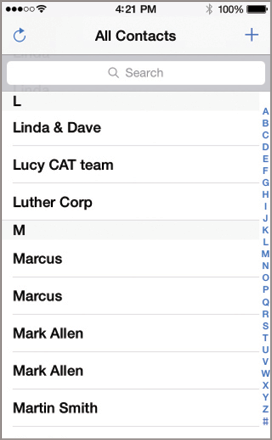 4:21 PM 100%
All Contacts +
Search
L
Linda & Dave
Lucy CAT team
Luther Corp
M
Marcus
Marcus
Mark Allen
Mark Allen
Martin Smith
A
B
C
D
E
F
G
H
I
J
K
L
M
N
O
P
Q
R
S
T
U
V
W
X
Y
Z
#